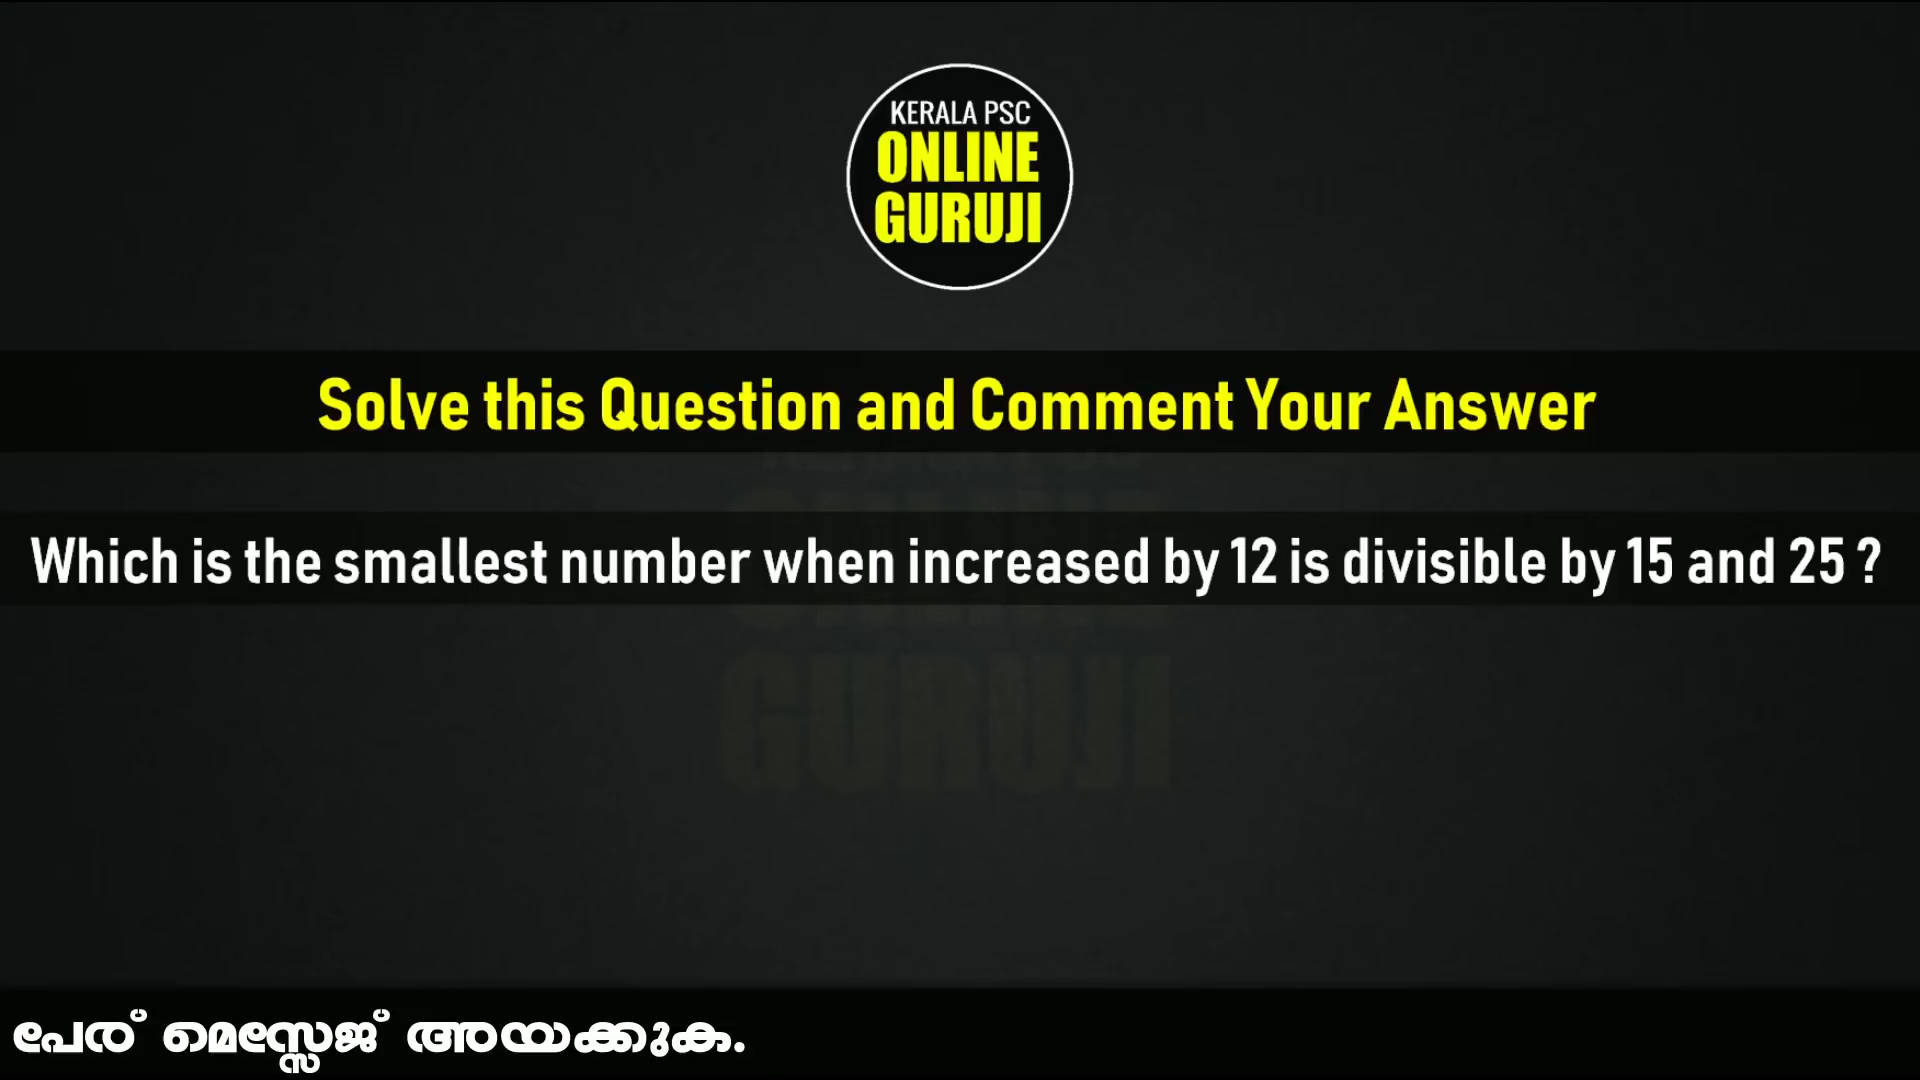 KERALA PSC
ONLINE
GURUJI
Solve this Question and Comment Your Answer
Which is the smallest number when increased by 12 is divisible by 15 and 25 ?
GURUJI
പേര് മെസ്സേജ് അയക്കുക.